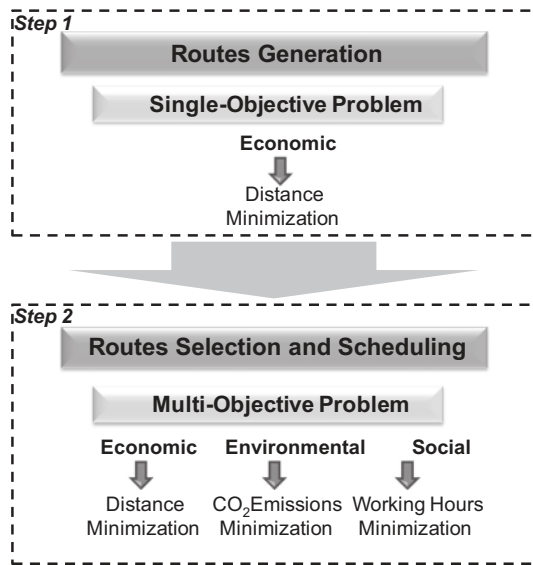 Step 1
Routes Generation
Single-Objective Problem
Economic
Distance
Minimization
Step 2
Routes Selection and Scheduling
Multi-Objective Problem
Economic Environmental Social
Distance CO₂Emissions Working Hours
Minimization Minimization Minimization